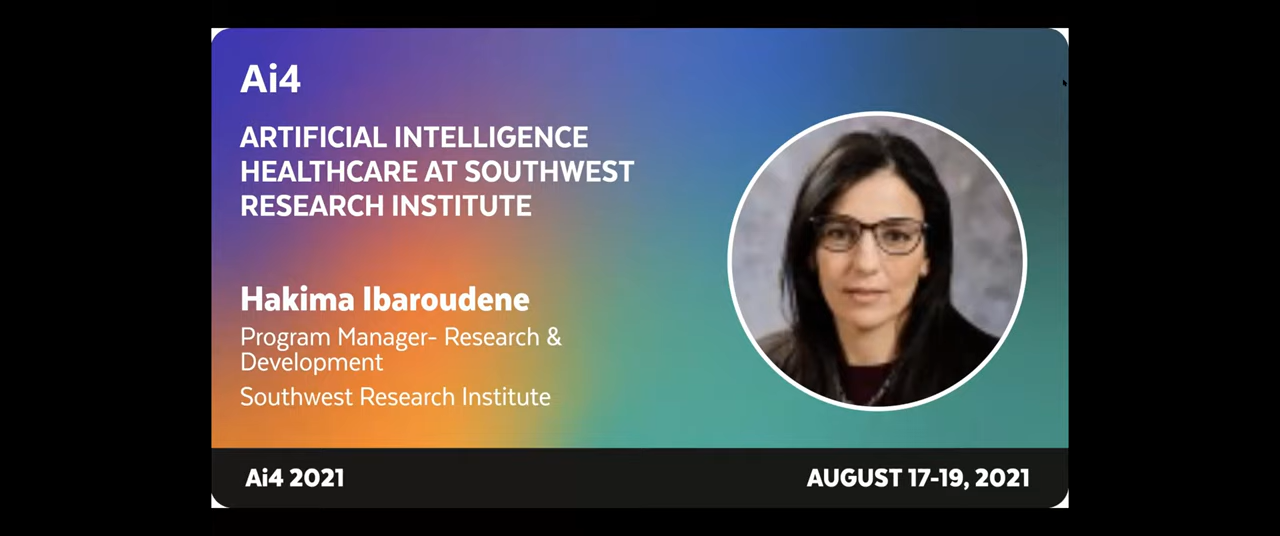 Ai4
ARTIFICIAL INTELLIGENCE
HEALTHCARE AT SOUTHWEST
RESEARCH INSTITUTE
Hakima Ibaroudene
Program Manager- Research &
Development
Southwest Research Institute
Ai4 2021
AUGUST 17-19, 2021